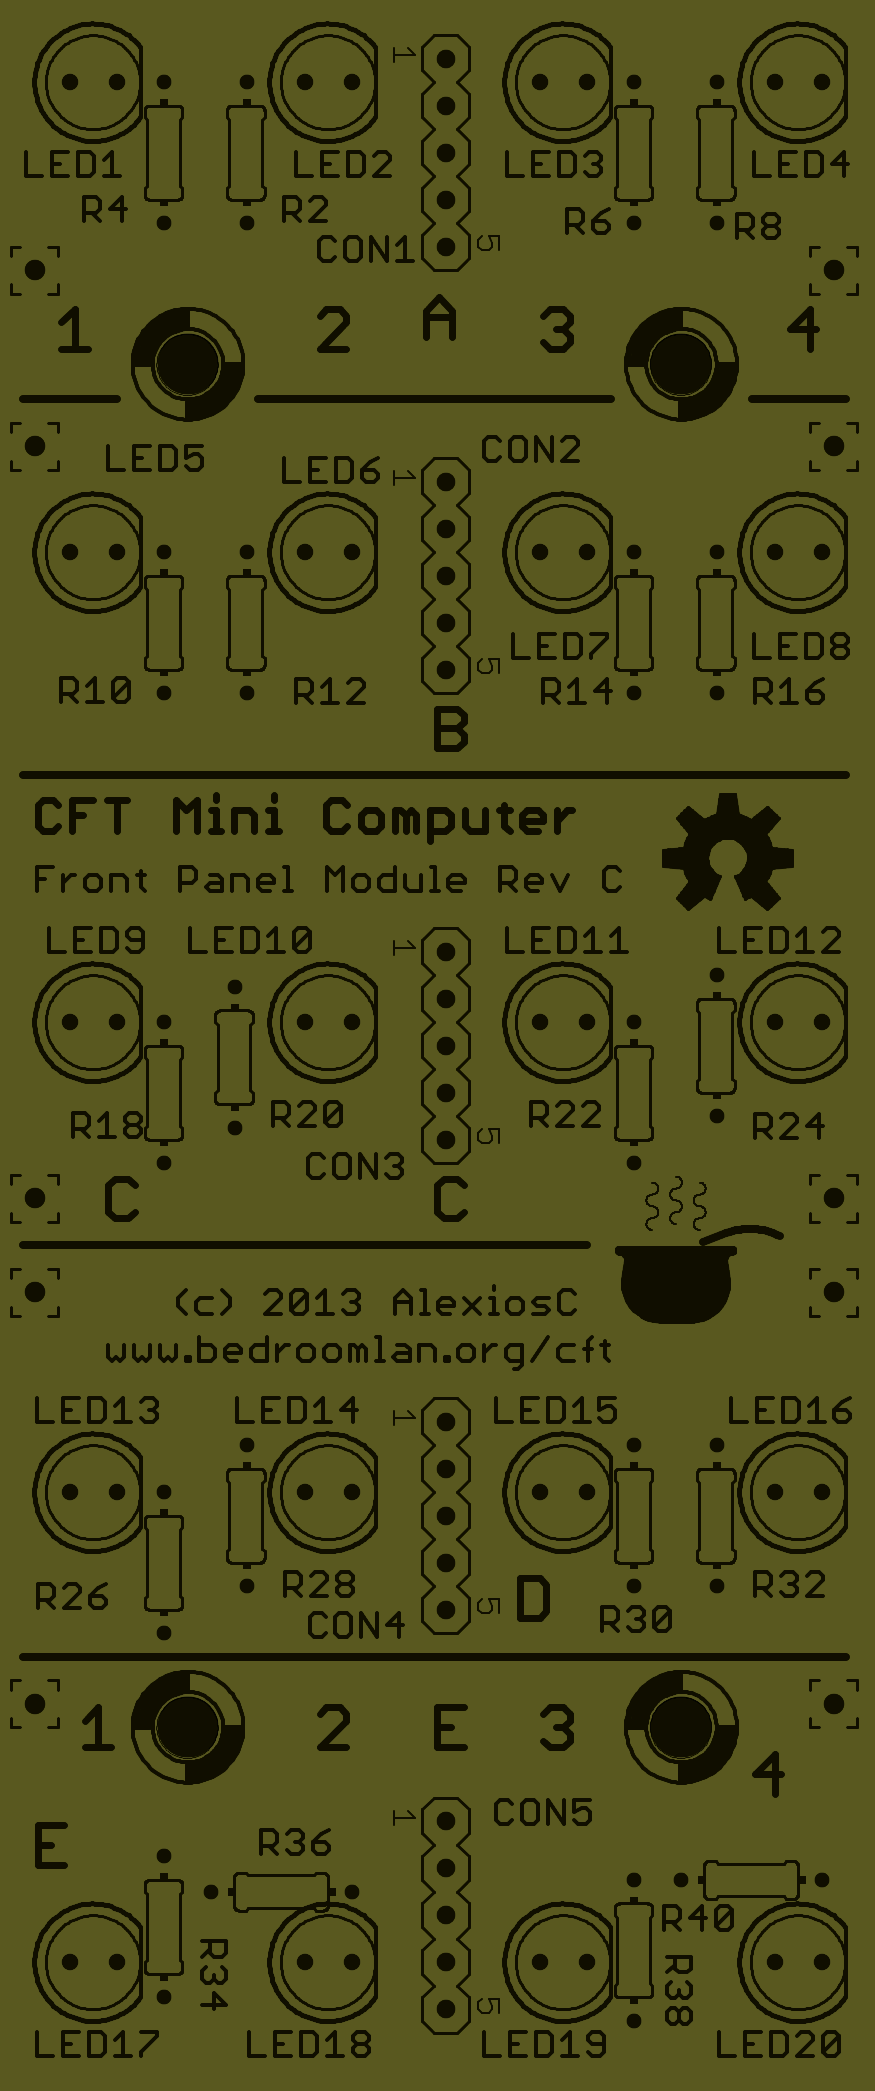 1
LED1 LED2 LED3 LED4
R4 R2 R6 R8
CON1 5
1 2 A 3 4
LED5 LED6 1 CON2
LED7 LED8
5
R10 R12 R14 R16
B
CFT Mini Computer
Front Panel Module Rev C
LED9 LED10 1 LED11 LED12
R18 R20 R22 R24
5
CON3
C C
(c) 2013 AlexiosC
www.bedroomlan.org/cft
LED13 LED14 1 LED15 LED16
R26 R28 D R32
CON4 5 R30
1 2 E 3
4
1 CON5
E R36
R40
R34 R38
5
LED17 LED18 LED19 LED20